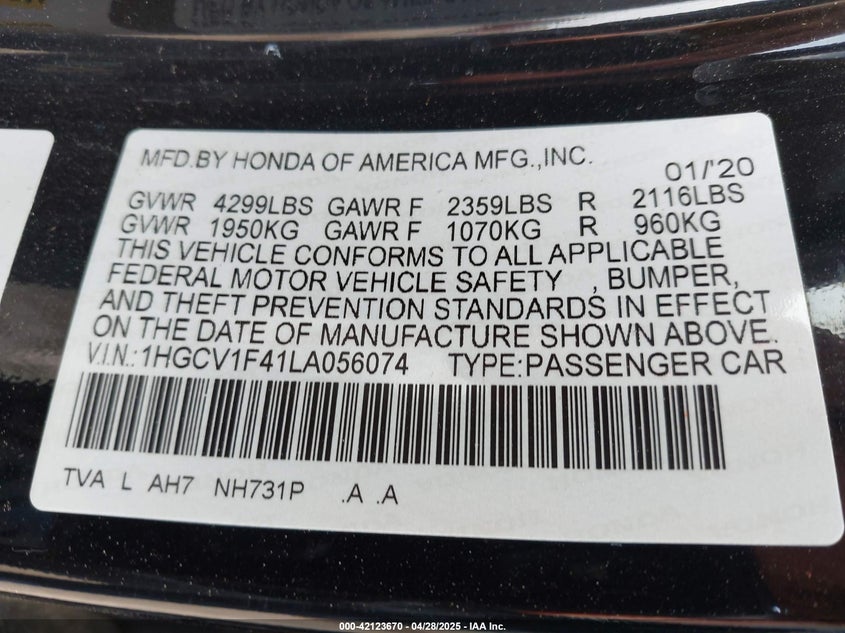 MFD.BY HONDA OF AMERICA MFG.,INC. 01/'20
GVWR 4299LBS GAWR F 2359LBS R 2116LBS
GVWR 1950KG GAWR F 1070KG R 960KG
THIS VEHICLE CONFORMS TO ALL APPLICABLE
FEDERAL MOTOR VEHICLE SAFETY , BUMPER,
AND THEFT PREVENTION STANDARDS IN EFFECT
ON THE DATE OF MANUFACTURE SHOWN ABOVE.
V.I.N.:1HGCV1F41LA056074 TYPE:PASSENGER CAR
TVA L AH7 NH731P .A .A
000-42123670 / 04/28/2025 - IAA Inc.